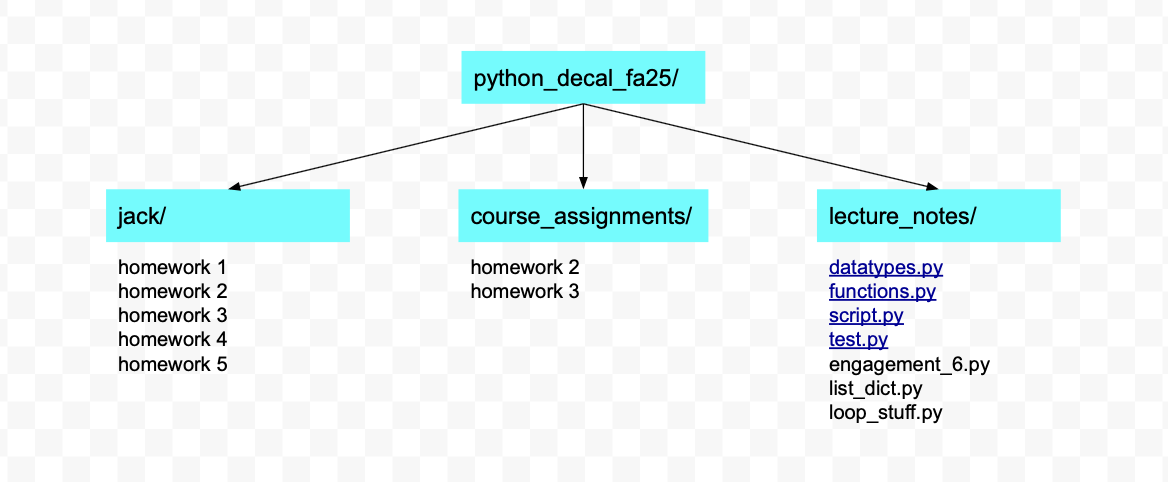 python_decal_fa25/
jack/
homework 1
homework 2
homework 3
homework 4
homework 5
course_assignments/
homework 2
homework 3
lecture_notes/
datatypes.py
functions.py
script.py
test.py
engagement_6.py
list_dict.py
loop_stuff.py